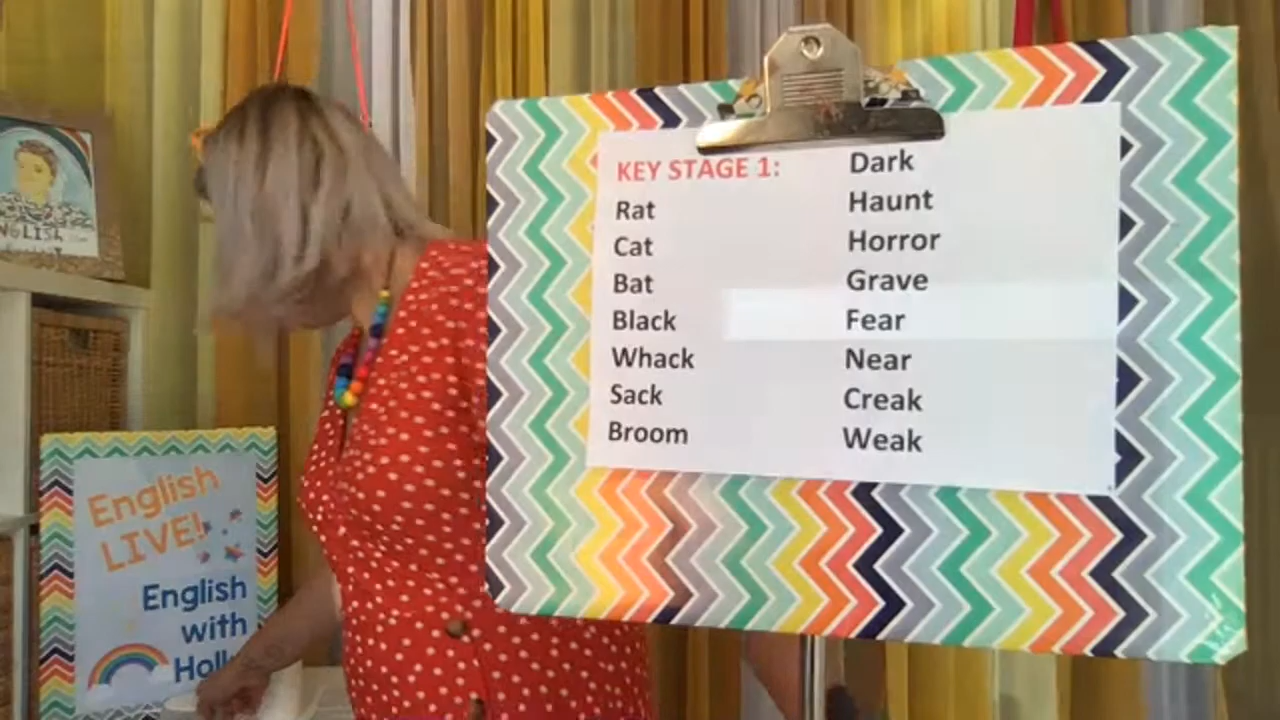 KEY STAGE 1:
Rat
Cat
Bat
Black
Whack
Sack
Broom
Dark
Haunt
Horror
Grave
Fear
Near
Creak
Weak
English
LIVE!
English
with